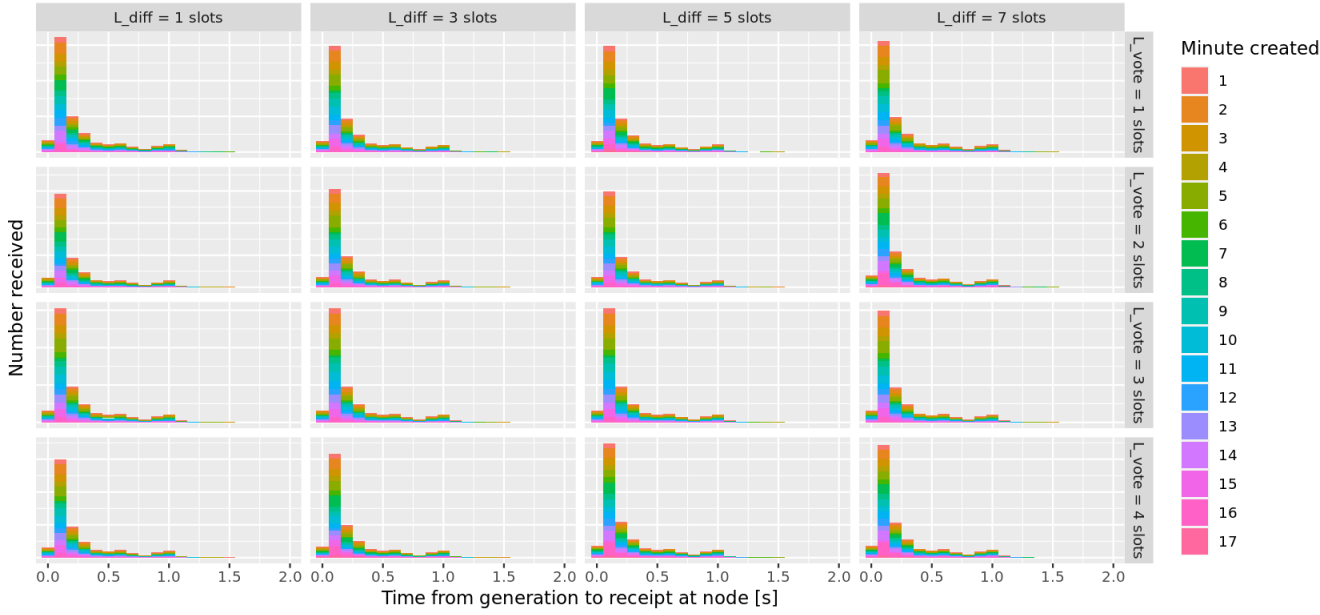 L_diff = 1 slots
L_diff = 3 slots
L_diff = 5 slots
L_diff = 7 slots
L_vote = 1 slots
L_vote = 2 slots
L_vote = 3 slots
L_vote = 4 slots
Number received
0.0 0.5 1.0 1.5 2.0
0.0 0.5 1.0 1.5 2.0
0.0 0.5 1.0 1.5 2.0
0.0 0.5 1.0 1.5 2.0
Time from generation to receipt at node [s]
Minute created
1
2
3
4
5
6
7
8
9
10
11
12
13
14
15
16
17